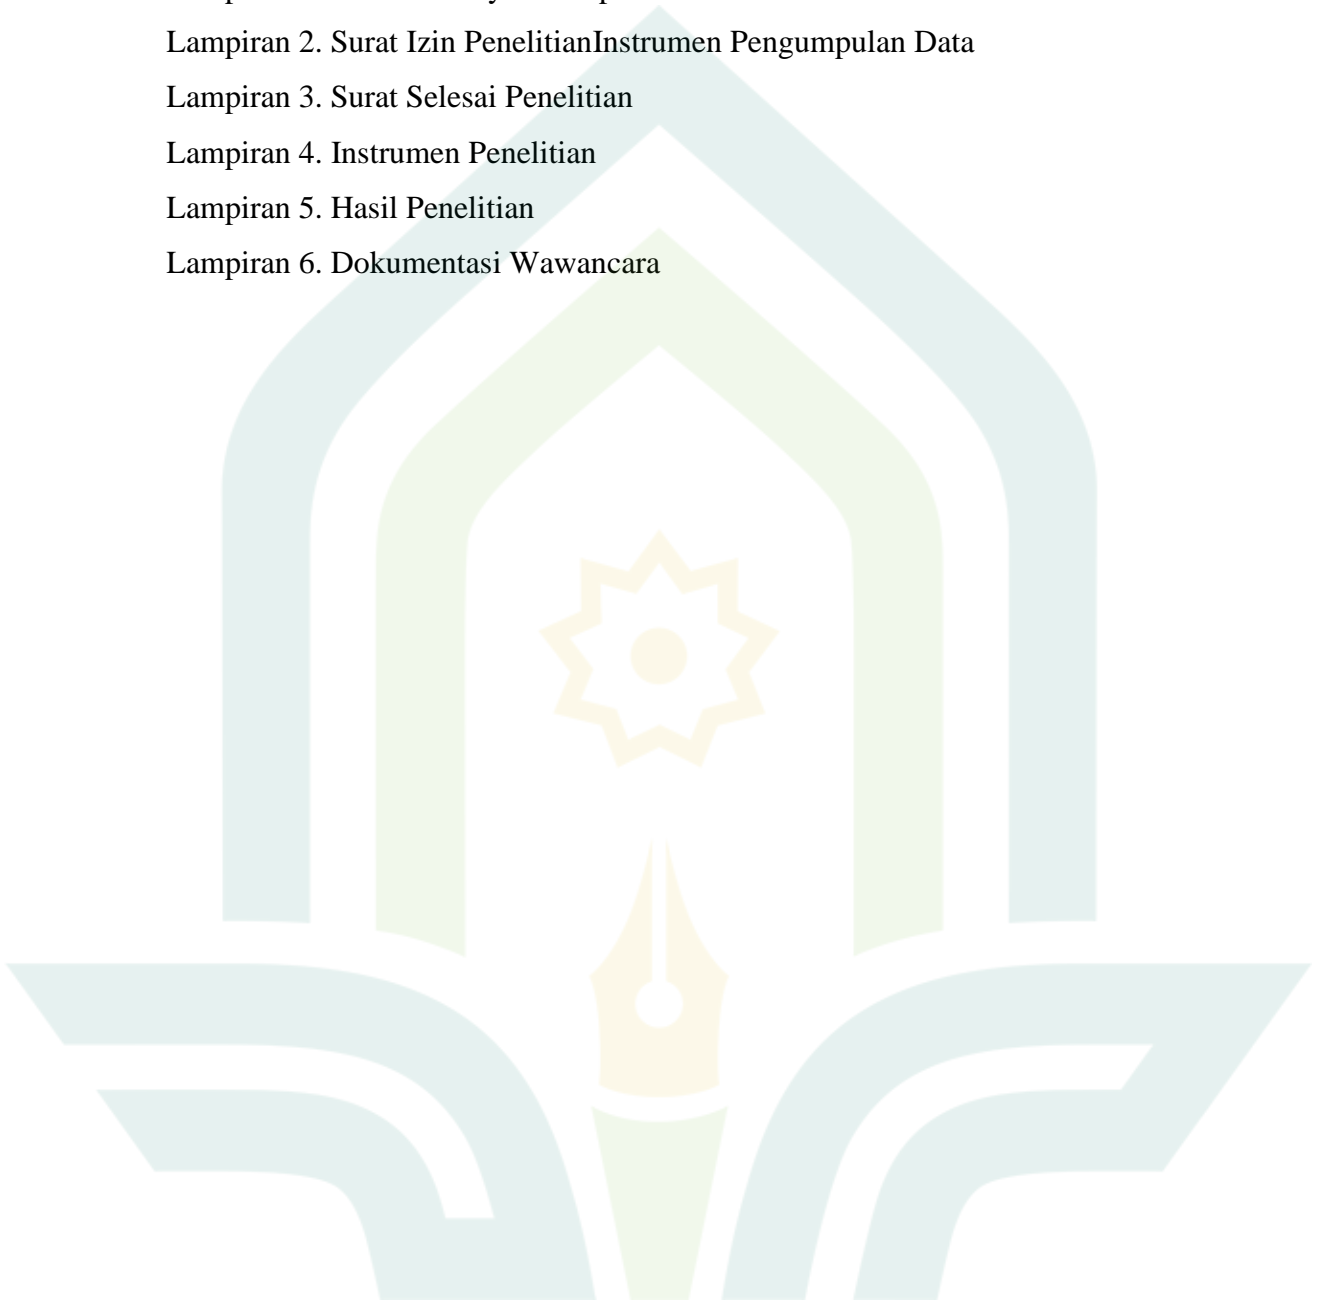 Lampiran 2. Surat Izin PenelitianInstrumen Pengumpulan Data
Lampiran 3. Surat Selesai Penelitian
Lampiran 4. Instrumen Penelitian
Lampiran 5. Hasil Penelitian
Lampiran 6. Dokumentasi Wawancara